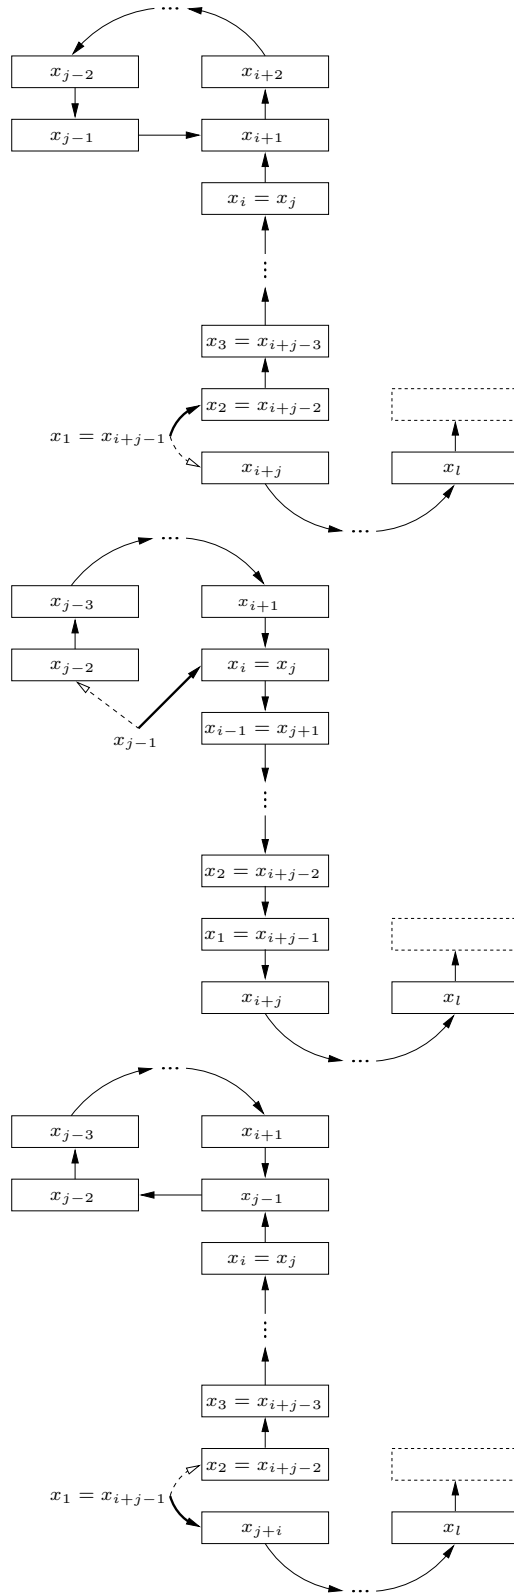 ...
x_{j−2} x_{i+2}
x_{j−1} x_{i+1}
x_i = x_j
⋮
x_3 = x_{i+j−3}
x_2 = x_{i+j−2}
x_1 = x_{i+j−1}
x_{i+j} x_l
...
...
x_{j−3} x_{i+1}
x_{j−2} x_i = x_j
x_{j−1}
x_{i−1} = x_{j+1}
⋮
x_2 = x_{i+j−2}
x_1 = x_{i+j−1}
x_{i+j} x_l
...
...
x_{j−3} x_{i+1}
x_{j−2} x_{j−1}
x_i = x_j
⋮
x_3 = x_{i+j−3}
x_2 = x_{i+j−2}
x_1 = x_{i+j−1}
x_{j+i} x_l
...